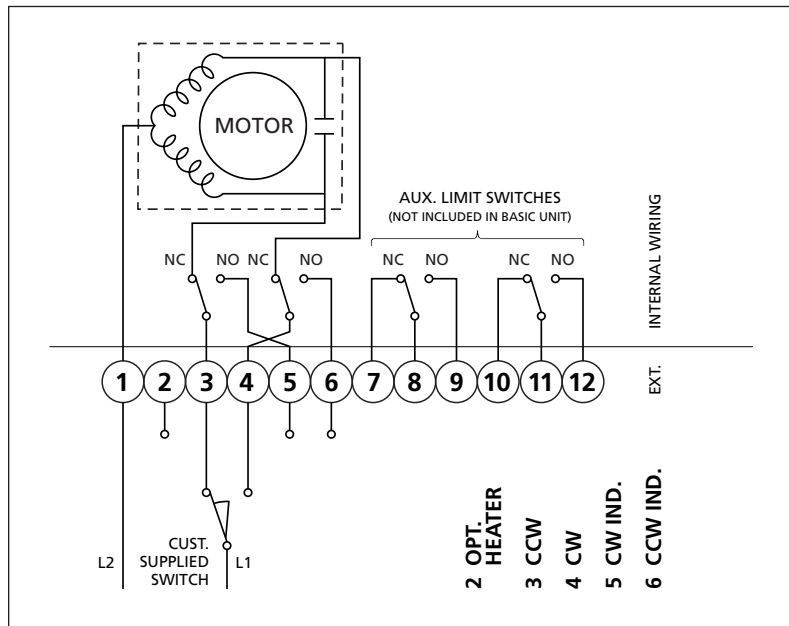 MOTOR
AUX. LIMIT SWITCHES
(NOT INCLUDED IN BASIC UNIT)
NC NO NC NO NC NO NC NO
INTERNAL WIRING
1 2 3 4 5 6 7 8 9 10 11 12
EXT.
L2
CUST.
SUPPLIED
SWITCH
L1
2 OPT.
HEATER
3 CCW
4 CW
5 CW IND.
6 CCW IND.